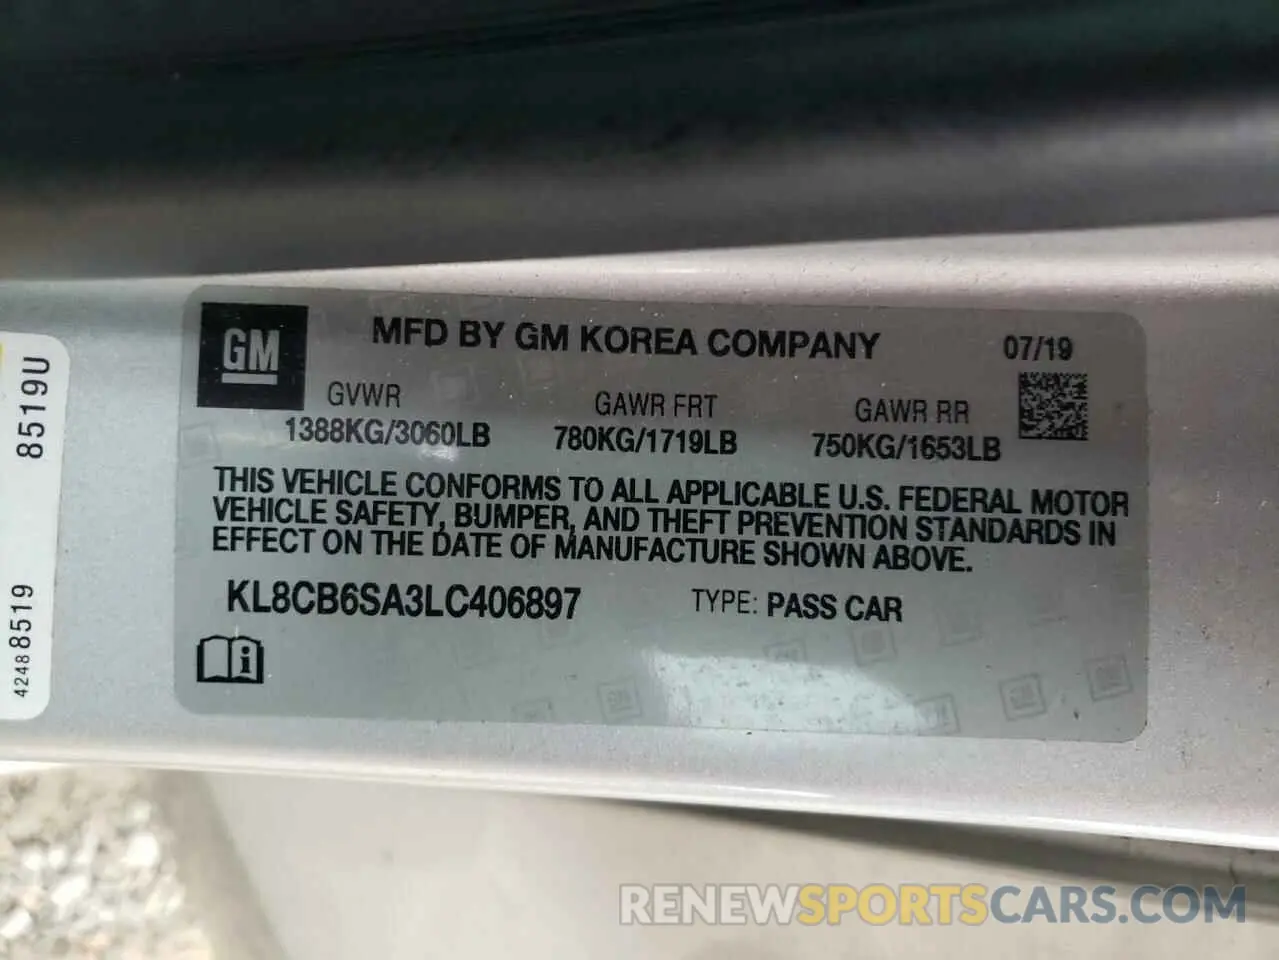 GM
MFD BY GM KOREA COMPANY
07/19
GVWR
GAWR FRT
GAWR RR
1388KG/3060LB
780KG/1719LB
750KG/1653LB
THIS VEHICLE CONFORMS TO ALL APPLICABLE U.S. FEDERAL MOTOR
VEHICLE SAFETY, BUMPER, AND THEFT PREVENTION STANDARDS IN
EFFECT ON THE DATE OF MANUFACTURE SHOWN ABOVE.
KL8CB6SA3LC406897
TYPE: PASS CAR
i
42488519
8519U
RENEWSPORTSCARS.COM